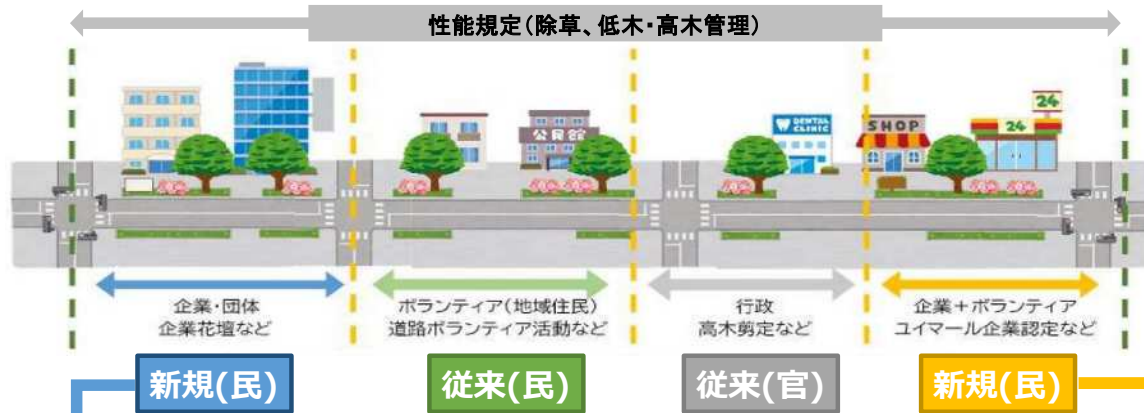 性能規定(除草、低木・高木管理)
公民館
DENTAL
CLINIC
SHOP
24
24
企業・団体
企業花壇など
ボランティア(地域住民)
道路ボランティア活動など
行政
高木剪定など
企業+ボランティア
ユイマール企業認定など
新規(民)
従来(民)
従来(官)
新規(民)